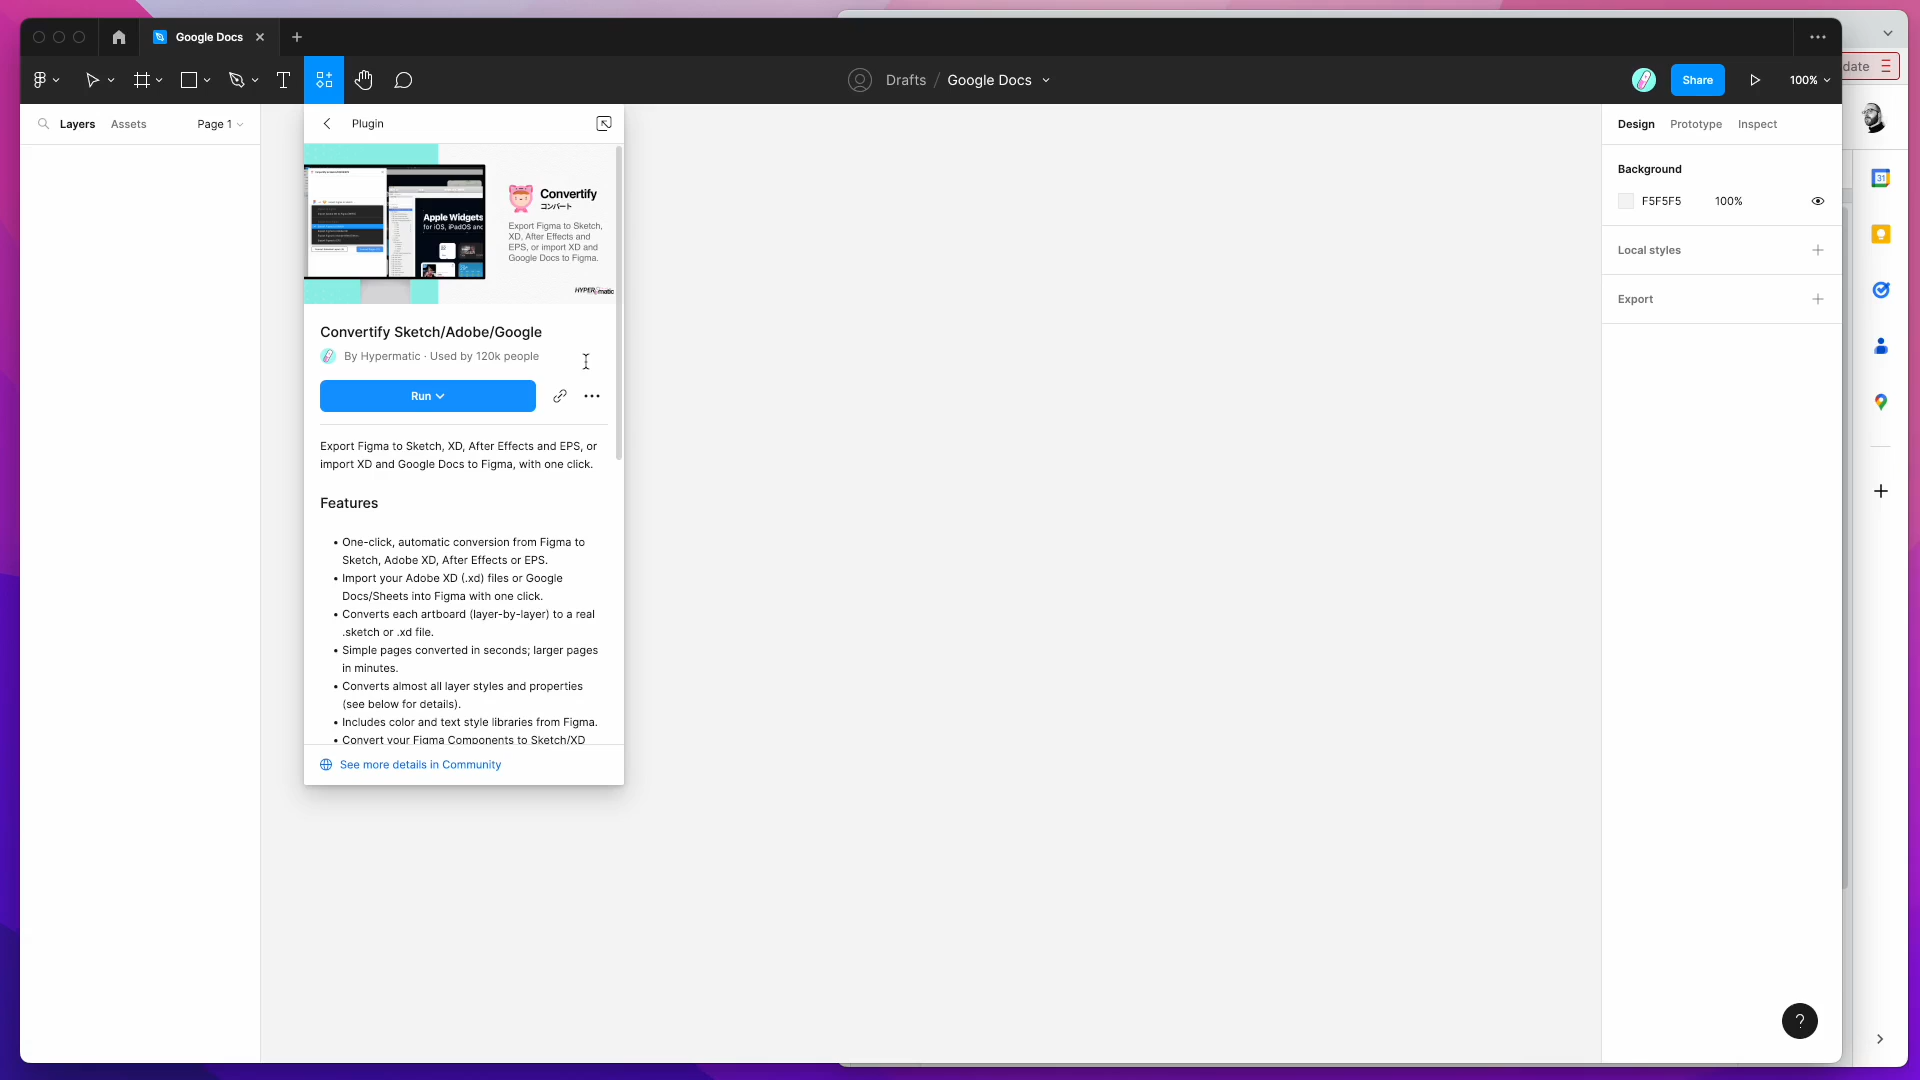 Google Docs
date
Drafts / Google Docs
Share
100%
Layers
Assets
Page 1
Plugin
Design
Prototype
Inspect
Apple Widgets
for iOS, iPadOS and
Convertify
コンバート
Export Figma to Sketch,
XD, After Effects and
EPS, or import XD and
Google Docs to Figma.
HYPERmatic
Background
F5F5F5
100%
Local styles
Export
31
Convertify Sketch/Adobe/Google
By Hypermatic · Used by 120k people
Run
Export Figma to Sketch, XD, After Effects and EPS, or
import XD and Google Docs to Figma, with one click.
Features
• One-click, automatic conversion from Figma to
Sketch, Adobe XD, After Effects or EPS.
• Import your Adobe XD (.xd) files or Google
Docs/Sheets into Figma with one click.
• Converts each artboard (layer-by-layer) to a real
.sketch or .xd file.
• Simple pages converted in seconds; larger pages
in minutes.
• Converts almost all layer styles and properties
(see below for details).
• Includes color and text style libraries from Figma.
• Convert your Figma Components to Sketch/XD
See more details in Community
?